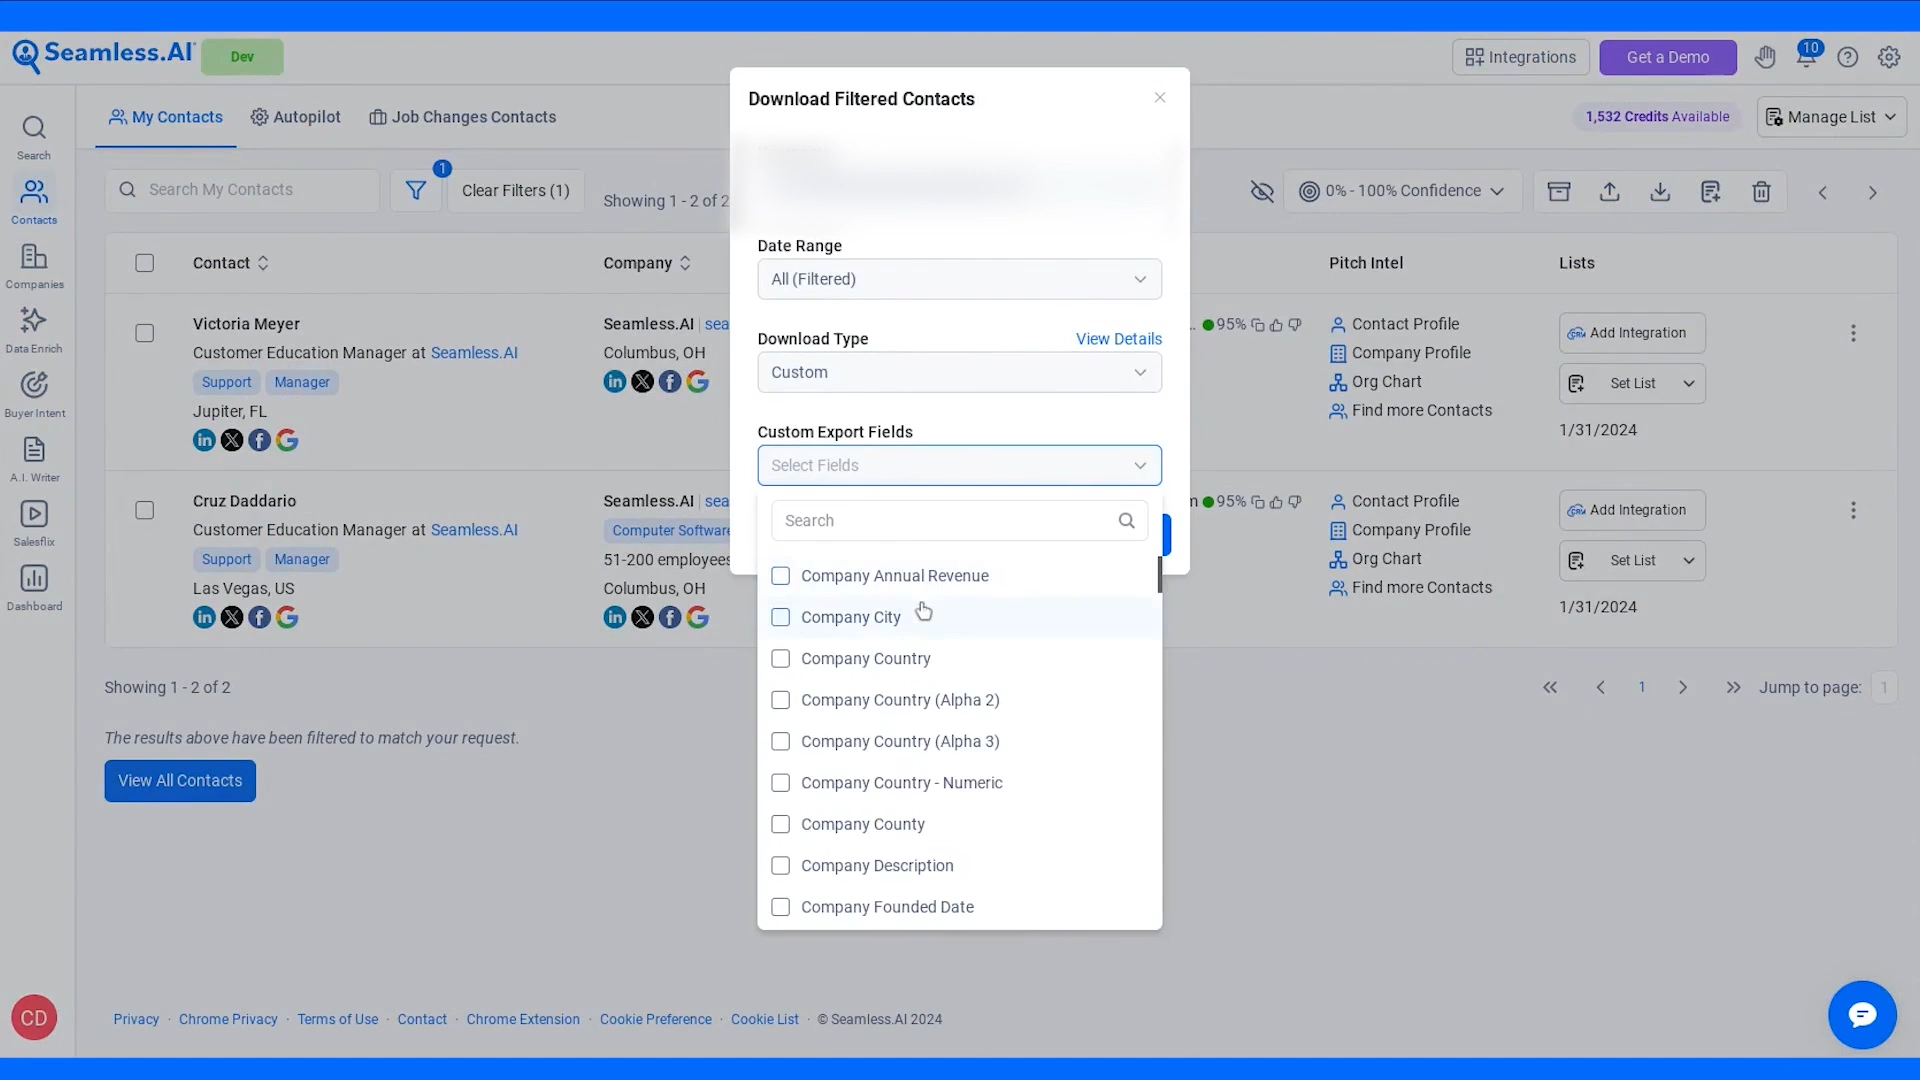 Seamless.AI
Dev
Integrations
Get a Demo
10
Search
Contacts
Companies
Data Enrich
Buyer Intent
A.I. Writer
Salesflix
Dashboard
CD
My Contacts
Autopilot
Job Changes Contacts
1,532 Credits Available
Manage List
Search My Contacts
1
Clear Filters (1)
Showing 1 - 2 of 2
0% - 100% Confidence
Contact
Company
Pitch Intel
Lists
Victoria Meyer
Customer Education Manager at Seamless.AI
Support
Manager
Jupiter, FL
Seamless.AI | sea
Columbus, OH
95%
Contact Profile
Company Profile
Org Chart
Find more Contacts
Add Integration
Set List
1/31/2024
Cruz Daddario
Customer Education Manager at Seamless.AI
Support
Manager
Las Vegas, US
Seamless.AI | sea
Computer Software
51-200 employees
Columbus, OH
95%
Contact Profile
Company Profile
Org Chart
Find more Contacts
Add Integration
Set List
1/31/2024
Showing 1 - 2 of 2
1
Jump to page:
1
The results above have been filtered to match your request.
View All Contacts
Download Filtered Contacts
Date Range
All (Filtered)
Download Type
View Details
Custom
Custom Export Fields
Select Fields
Search
Company Annual Revenue
Company City
Company Country
Company Country (Alpha 2)
Company Country (Alpha 3)
Company Country - Numeric
Company County
Company Description
Company Founded Date
Privacy · Chrome Privacy · Terms of Use · Contact · Chrome Extension · Cookie Preference · Cookie List · © Seamless.AI 2024